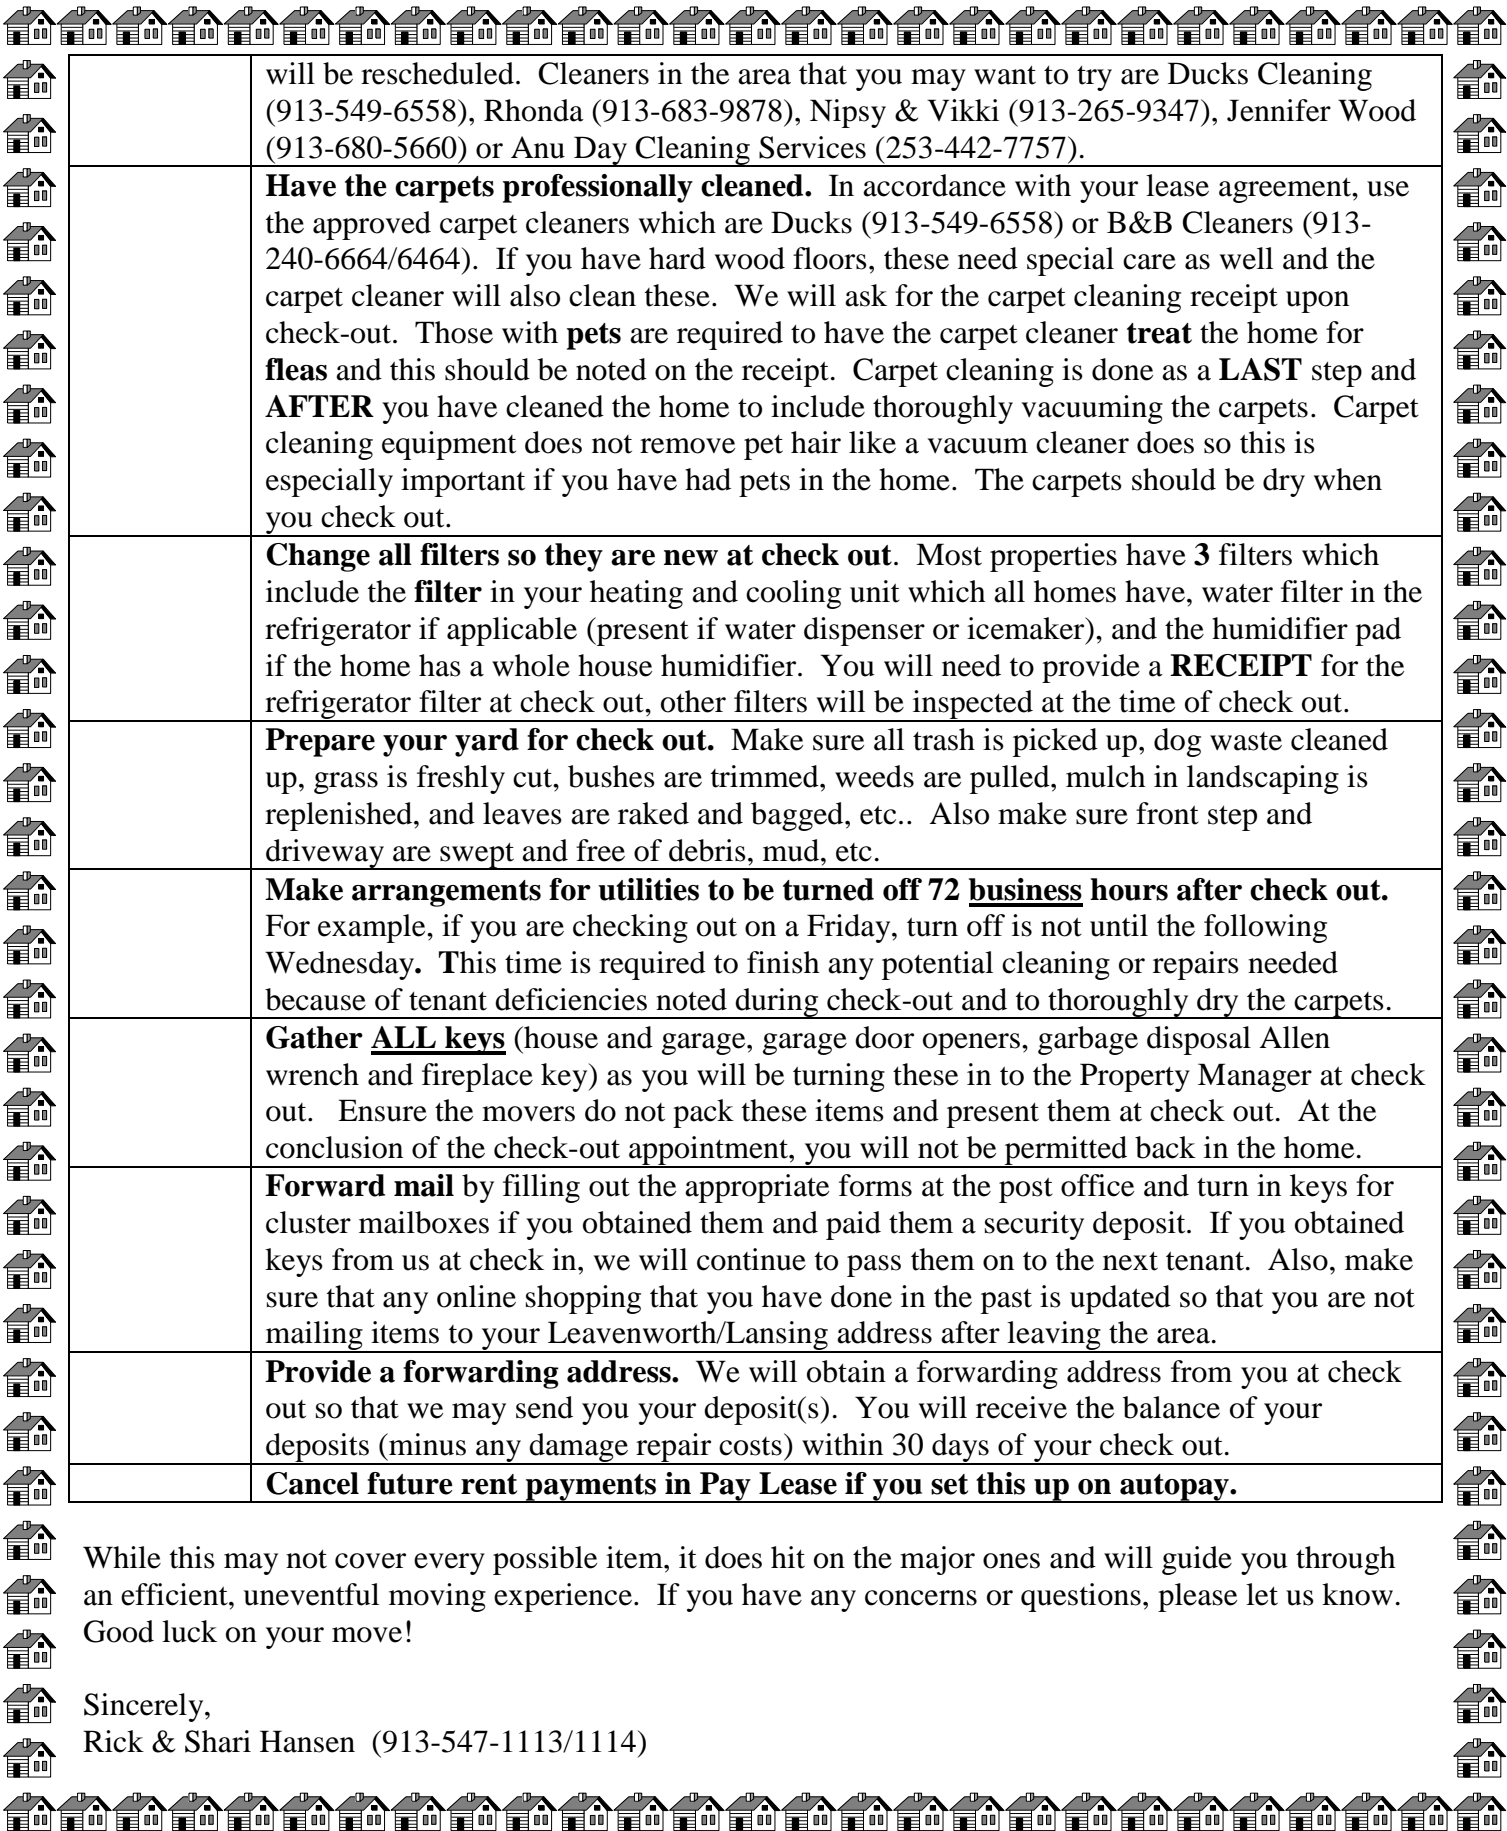 will be rescheduled.  Cleaners in the area that you may want to try are Ducks Cleaning
(913-549-6558), Rhonda (913-683-9878), Nipsy & Vikki (913-265-9347), Jennifer Wood
(913-680-5660) or Anu Day Cleaning Services (253-442-7757).
Have the carpets professionally cleaned.  In accordance with your lease agreement, use
the approved carpet cleaners which are Ducks (913-549-6558) or B&B Cleaners (913-
240-6664/6464).  If you have hard wood floors, these need special care as well and the
carpet cleaner will also clean these.  We will ask for the carpet cleaning receipt upon
check-out.  Those with pets are required to have the carpet cleaner treat the home for
fleas and this should be noted on the receipt.  Carpet cleaning is done as a LAST step and
AFTER you have cleaned the home to include thoroughly vacuuming the carpets.  Carpet
cleaning equipment does not remove pet hair like a vacuum cleaner does so this is
especially important if you have had pets in the home.  The carpets should be dry when
you check out.
Change all filters so they are new at check out.  Most properties have 3 filters which
include the filter in your heating and cooling unit which all homes have, water filter in the
refrigerator if applicable (present if water dispenser or icemaker), and the humidifier pad
if the home has a whole house humidifier.  You will need to provide a RECEIPT for the
refrigerator filter at check out, other filters will be inspected at the time of check out.
Prepare your yard for check out.  Make sure all trash is picked up, dog waste cleaned
up, grass is freshly cut, bushes are trimmed, weeds are pulled, mulch in landscaping is
replenished, and leaves are raked and bagged, etc..  Also make sure front step and
driveway are swept and free of debris, mud, etc.
Make arrangements for utilities to be turned off 72 business hours after check out.
For example, if you are checking out on a Friday, turn off is not until the following
Wednesday.  This time is required to finish any potential cleaning or repairs needed
because of tenant deficiencies noted during check-out and to thoroughly dry the carpets.
Gather ALL keys (house and garage, garage door openers, garbage disposal Allen
wrench and fireplace key) as you will be turning these in to the Property Manager at check
out.   Ensure the movers do not pack these items and present them at check out.  At the
conclusion of the check-out appointment, you will not be permitted back in the home.
Forward mail by filling out the appropriate forms at the post office and turn in keys for
cluster mailboxes if you obtained them and paid them a security deposit.  If you obtained
keys from us at check in, we will continue to pass them on to the next tenant.  Also, make
sure that any online shopping that you have done in the past is updated so that you are not
mailing items to your Leavenworth/Lansing address after leaving the area.
Provide a forwarding address.  We will obtain a forwarding address from you at check
out so that we may send you your deposit(s).  You will receive the balance of your
deposits (minus any damage repair costs) within 30 days of your check out.
Cancel future rent payments in Pay Lease if you set this up on autopay.
While this may not cover every possible item, it does hit on the major ones and will guide you through
an efficient, uneventful moving experience.  If you have any concerns or questions, please let us know.
Good luck on your move!
Sincerely,
Rick & Shari Hansen  (913-547-1113/1114)